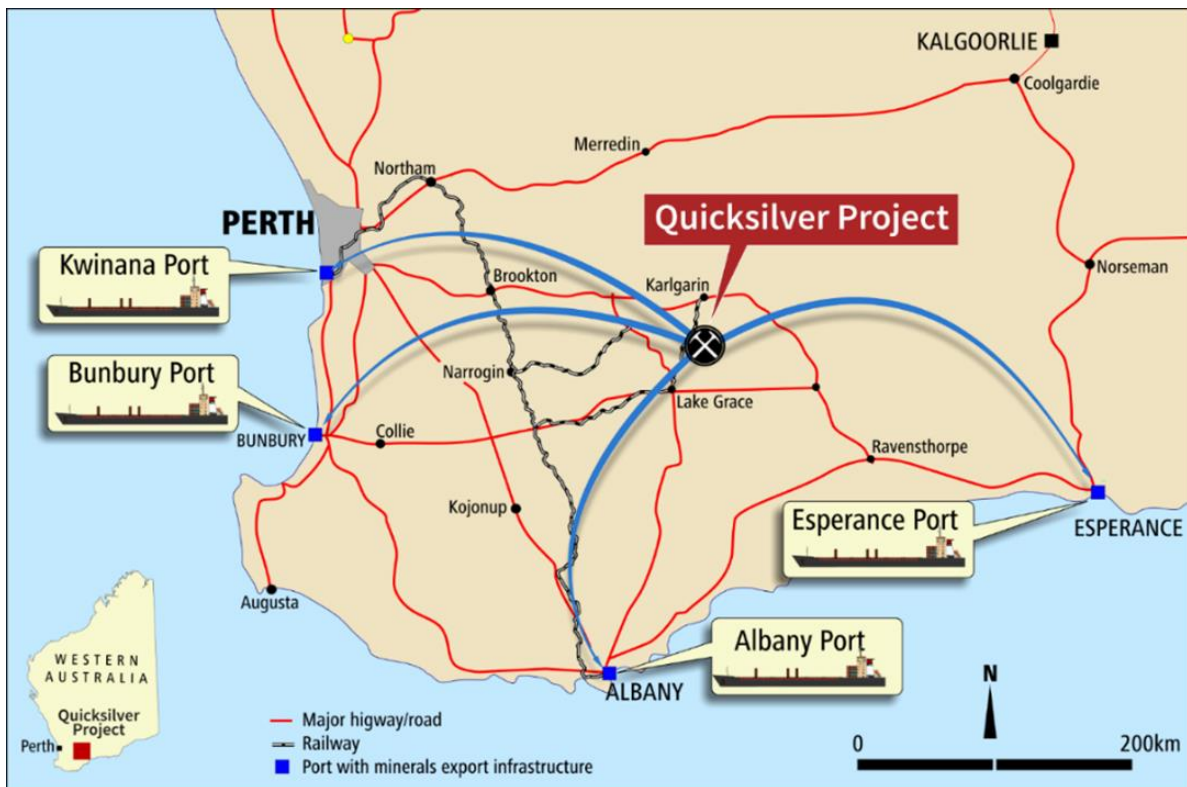 KALGOORLIE
Coolgardie
Merredin
Northam
PERTH
Quicksilver Project
Kwinana Port
Brookton
Karlgarin
Norseman
Bunbury Port
Narrogin
Lake Grace
BUNBURY
Collie
Ravensthorpe
Kojonup
Esperance Port
ESPERANCE
Augusta
Albany Port
ALBANY
WESTERN
AUSTRALIA
Quicksilver
Project
Perth
Major higway/road
Railway
Port with minerals export infrastructure
N
0 200km